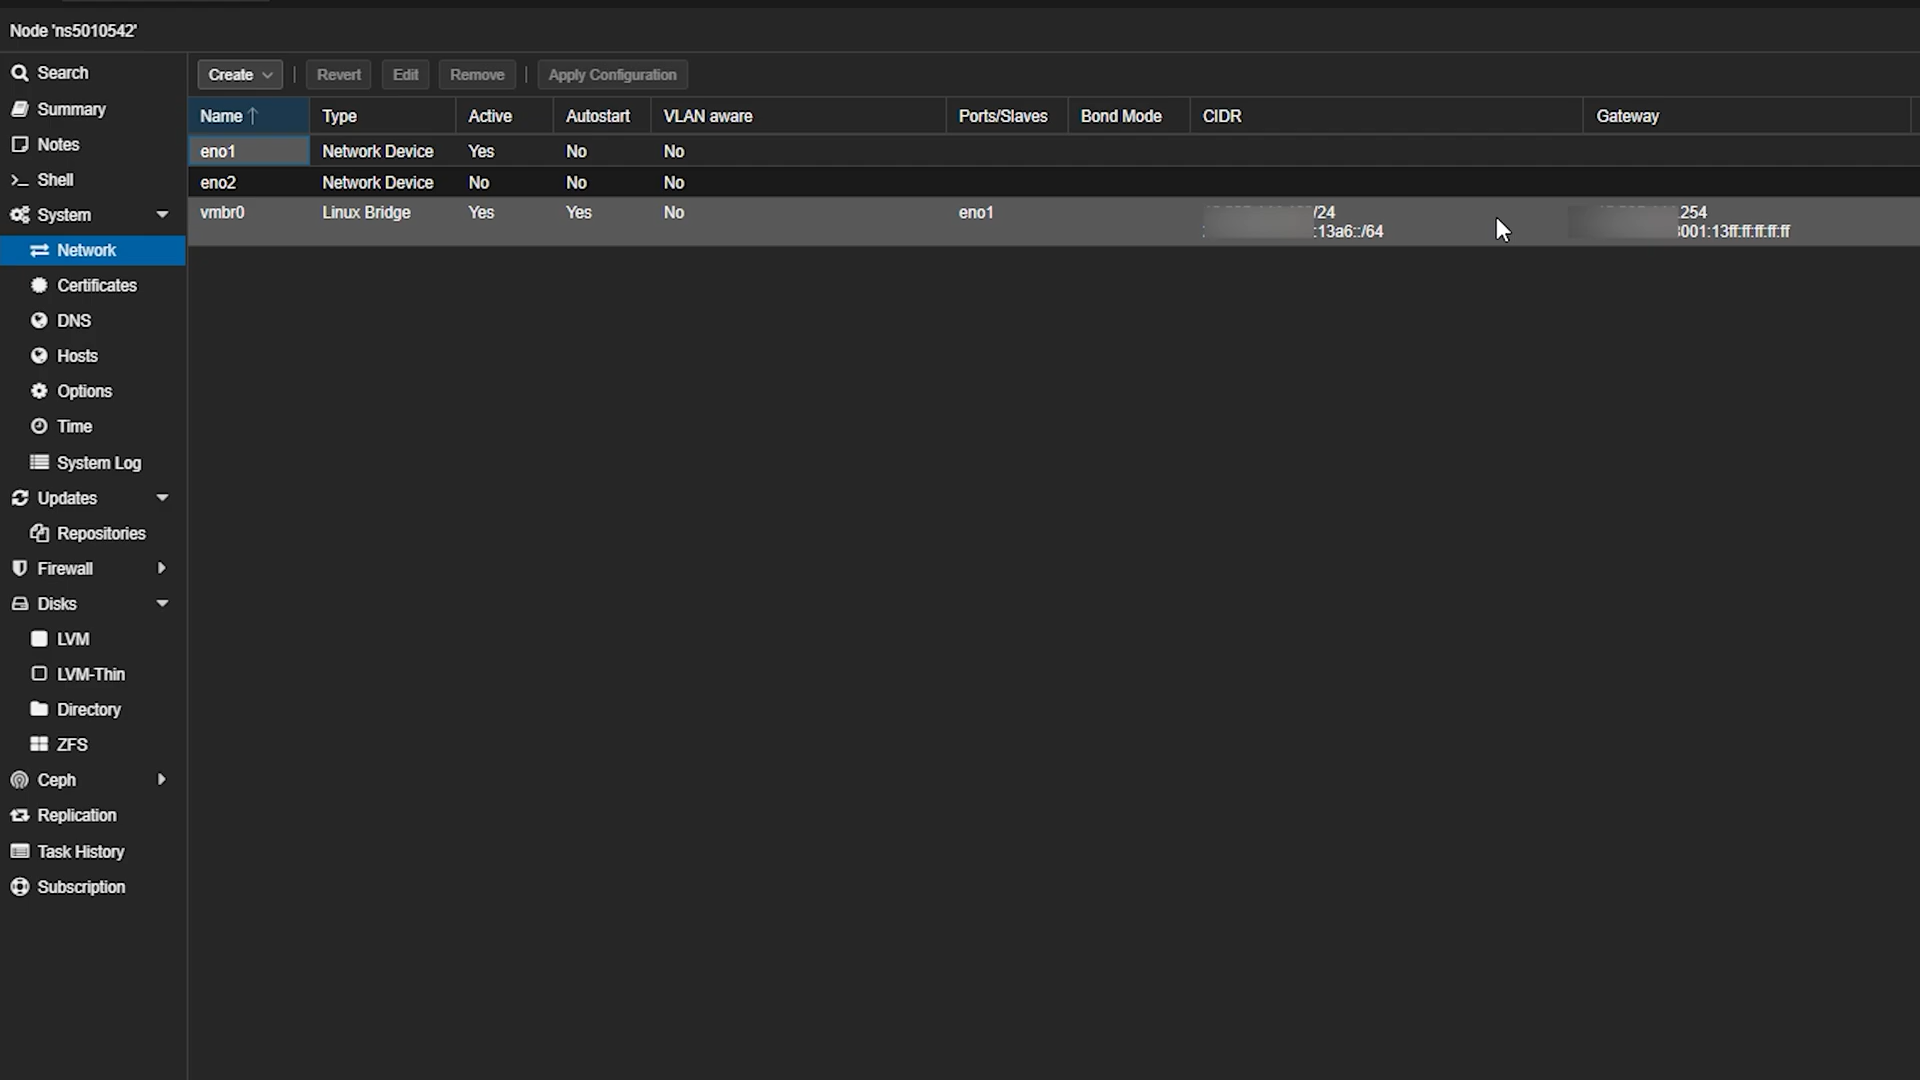 Node 'ns5010542'
Search
Summary
Notes
Shell
System
Network
Certificates
DNS
Hosts
Options
Time
System Log
Updates
Repositories
Firewall
Disks
LVM
LVM-Thin
Directory
ZFS
Ceph
Replication
Task History
Subscription
Create Revert Edit Remove Apply Configuration
Name Type Active Autostart VLAN aware Ports/Slaves Bond Mode CIDR Gateway
eno1 Network Device Yes No No
eno2 Network Device No No No
vmbr0 Linux Bridge Yes Yes No eno1 /24 .254
:13a6::/64 001:13ff:ff:ff:ff:ff